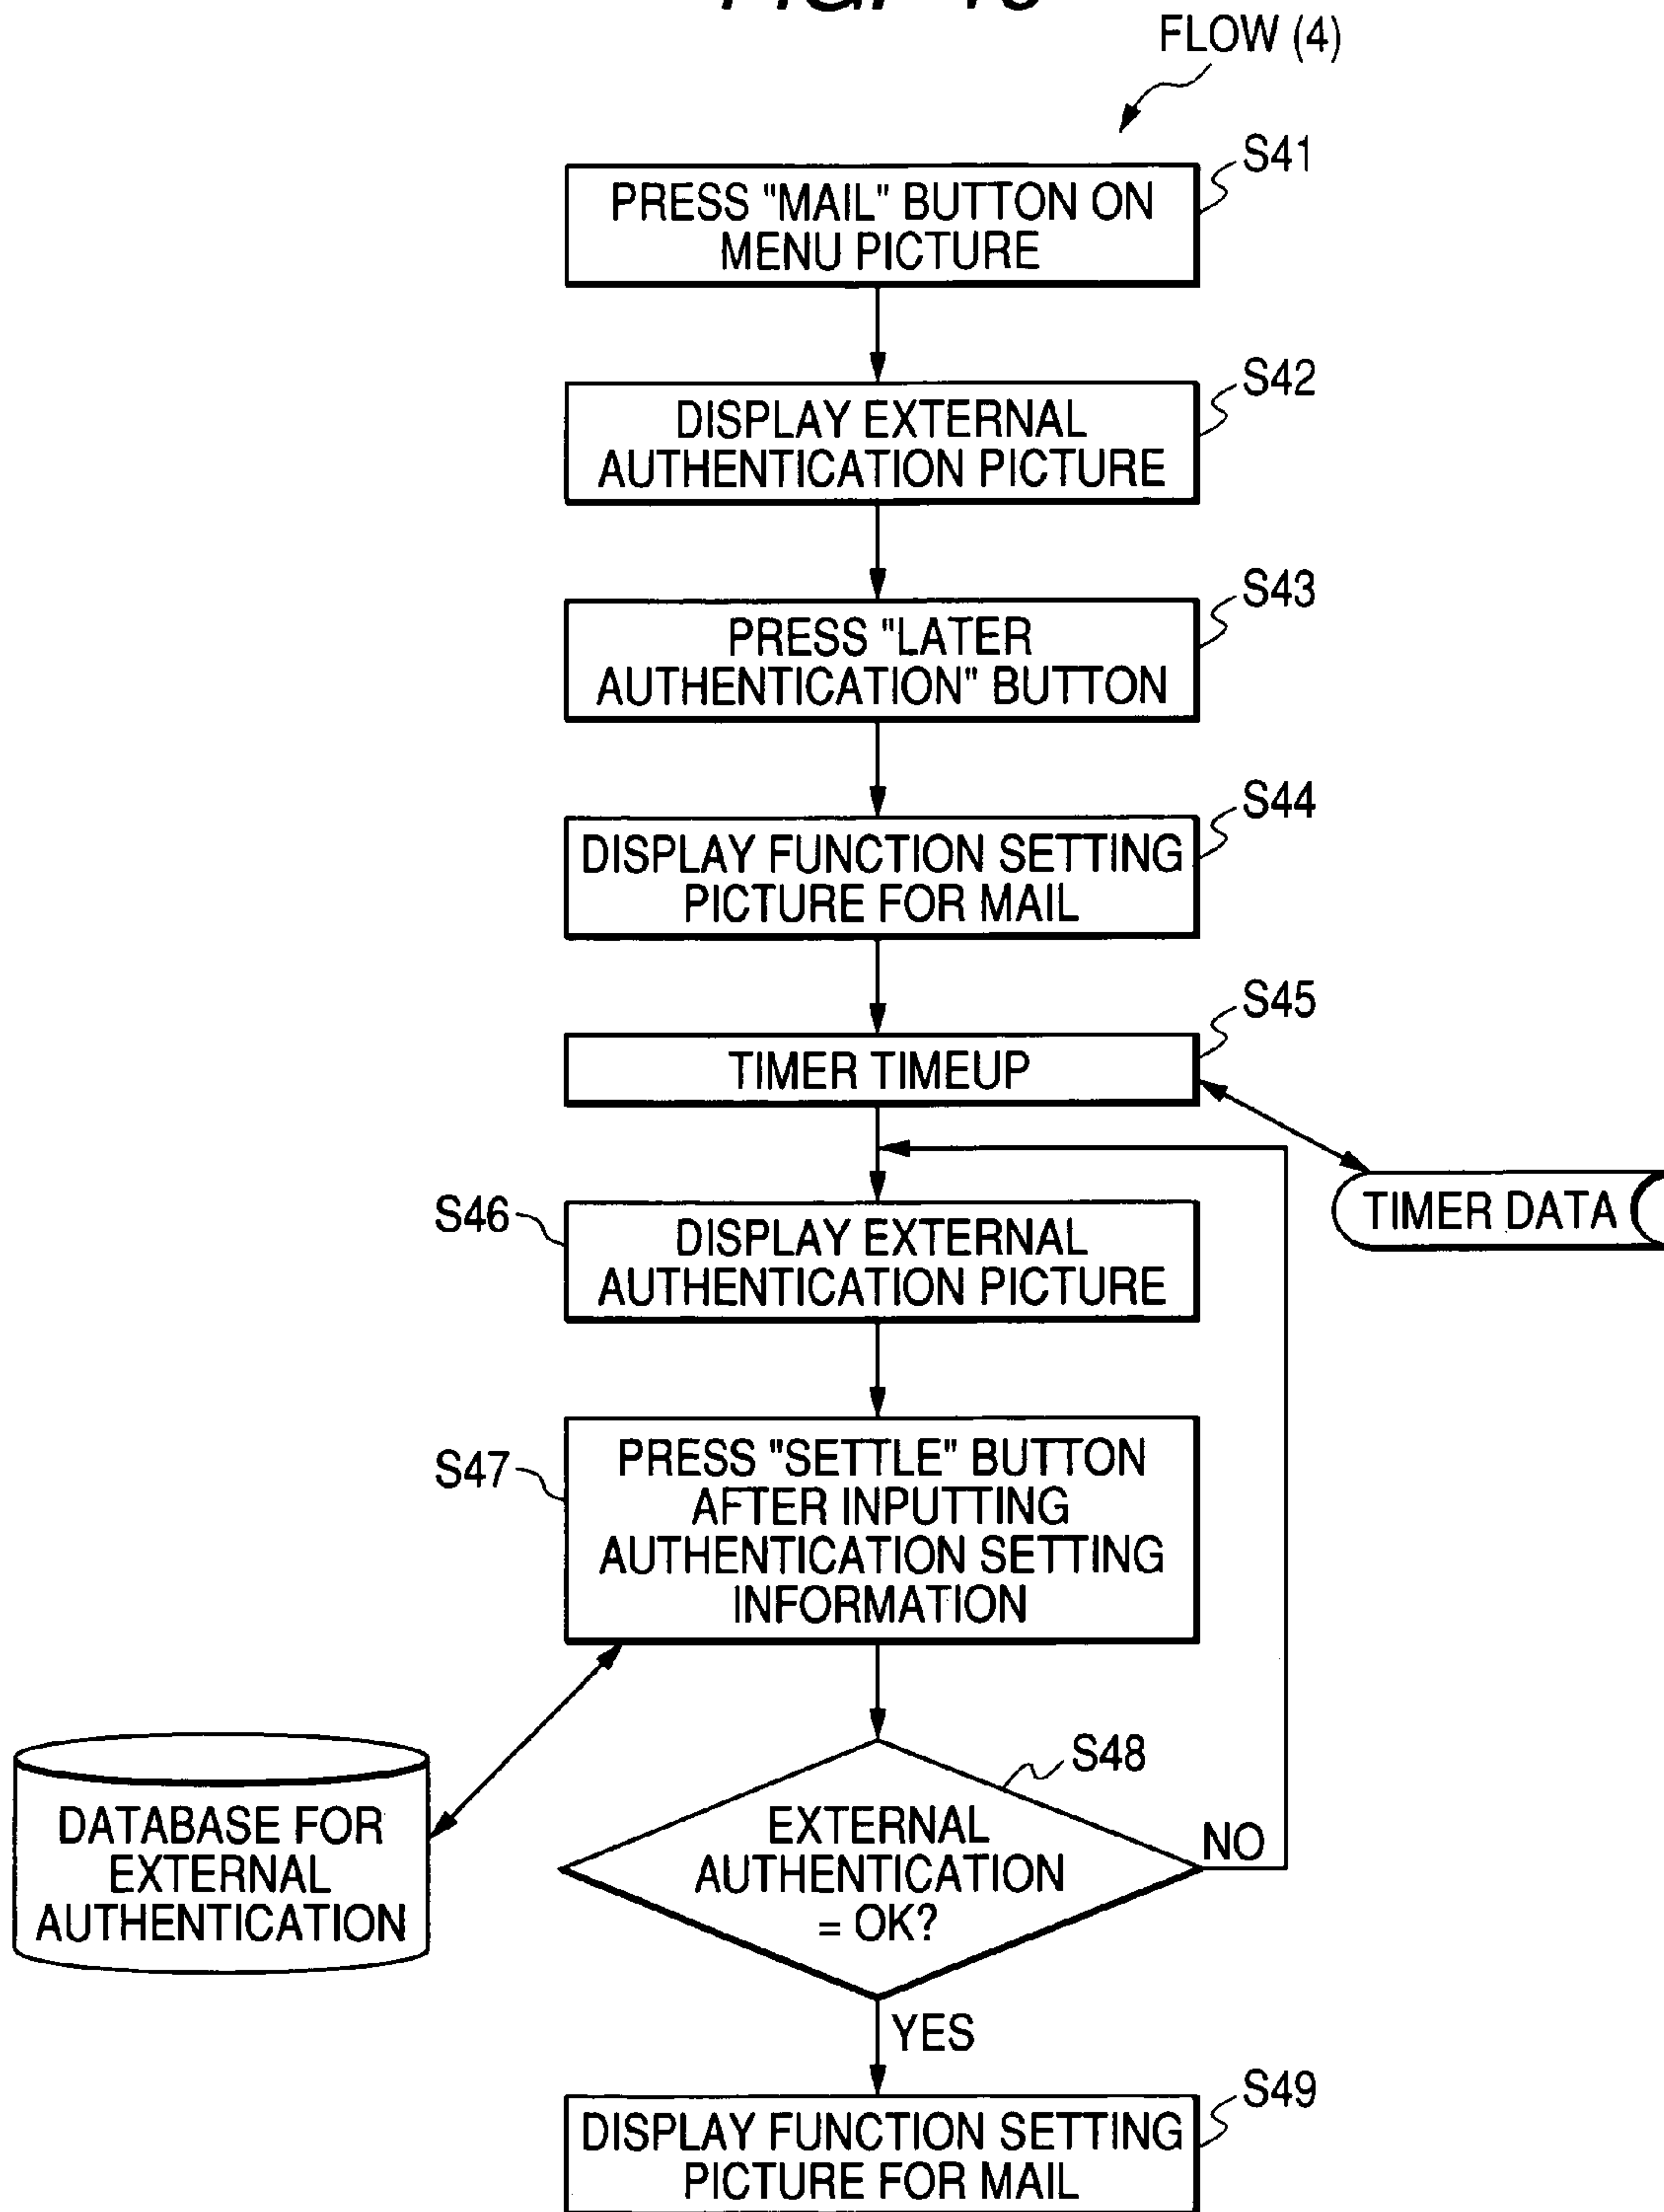 FLOW (4)
S41
PRESS "MAIL" BUTTON ON
MENU PICTURE
S42
DISPLAY EXTERNAL
AUTHENTICATION PICTURE
S43
PRESS "LATER
AUTHENTICATION" BUTTON
S44
DISPLAY FUNCTION SETTING
PICTURE FOR MAIL
S45
TIMER TIMEUP
TIMER DATA
S46
DISPLAY EXTERNAL
AUTHENTICATION PICTURE
S47
PRESS "SETTLE" BUTTON
AFTER INPUTTING
AUTHENTICATION SETTING
INFORMATION
S48
EXTERNAL
AUTHENTICATION
= OK?
NO
DATABASE FOR
EXTERNAL
AUTHENTICATION
YES
S49
DISPLAY FUNCTION SETTING
PICTURE FOR MAIL